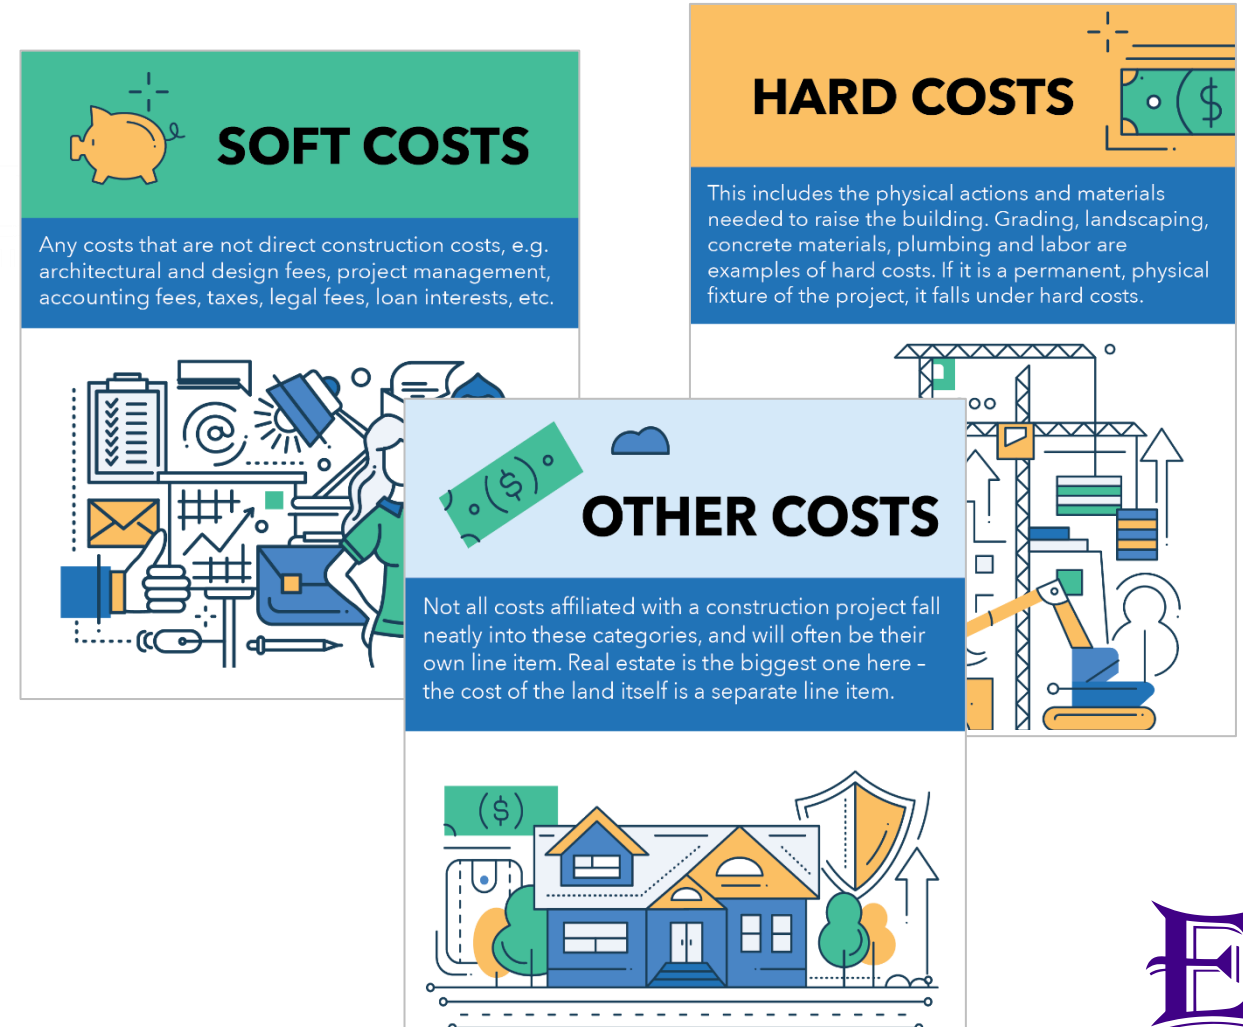 SOFT COSTS
Any costs that are not direct construction costs, e.g.
architectural and design fees, project management,
accounting fees, taxes, legal fees, loan interests, etc.
HARD COSTS
$
This includes the physical actions and materials
needed to raise the building. Grading, landscaping,
concrete materials, plumbing and labor are
examples of hard costs. If it is a permanent, physical
fixture of the project, it falls under hard costs.
@
($)
OTHER COSTS
Not all costs affiliated with a construction project fall
neatly into these categories, and will often be their
own line item. Real estate is the biggest one here –
the cost of the land itself is a separate line item.
($)
E